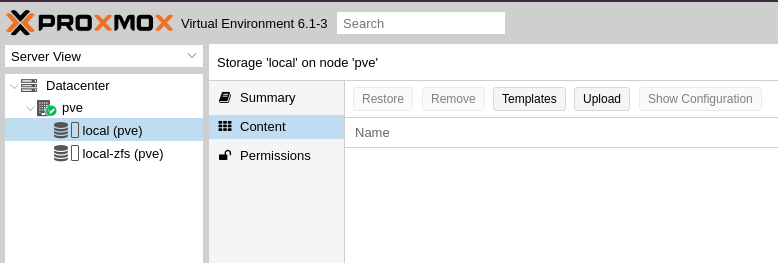 PROXMOX Virtual Environment 6.1-3 Search
Server View
Storage 'local' on node 'pve'
Datacenter
pve
local (pve)
local-zfs (pve)
Summary
Content
Permissions
Restore Remove Templates Upload Show Configuration
Name